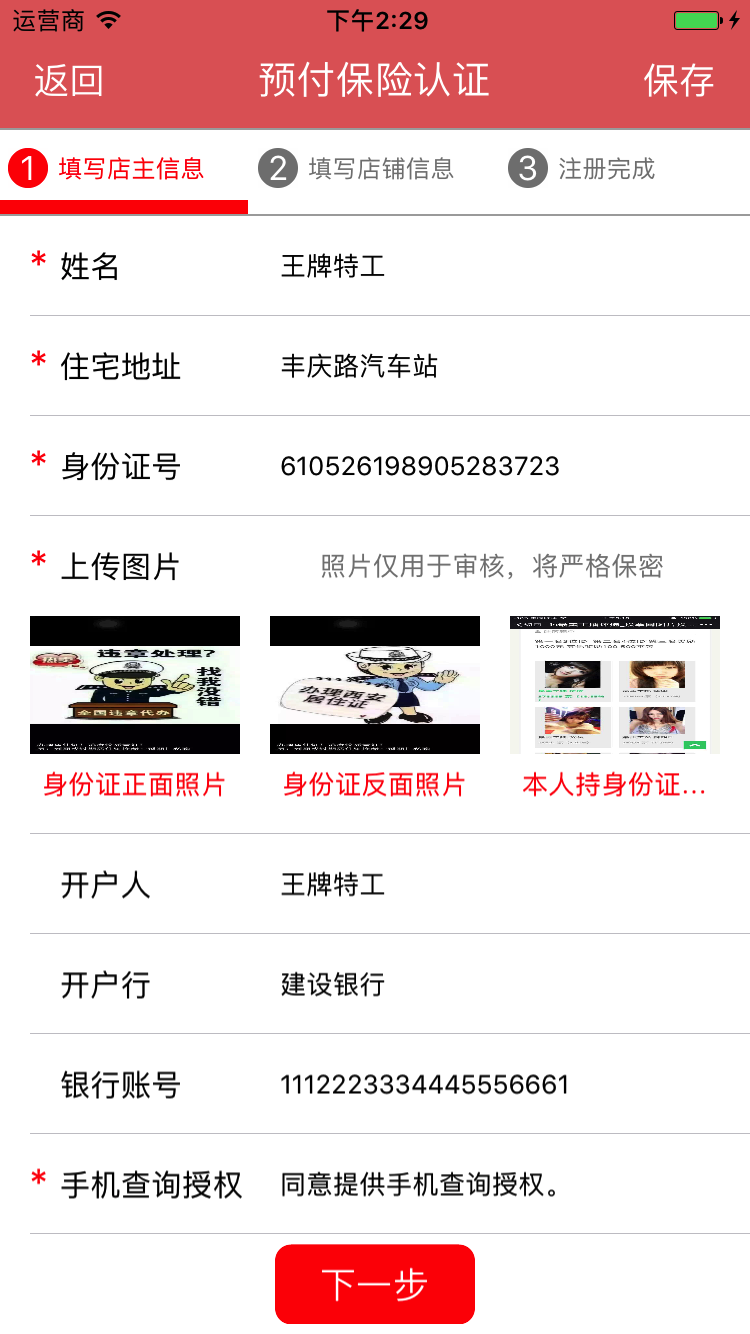 运营商 下午2:29
返回 预付保险认证 保存
1 填写店主信息 2 填写店铺信息 3 注册完成
* 姓名 王牌特工
* 住宅地址 丰庆路汽车站
* 身份证号 610526198905283723
* 上传图片 照片仅用于审核，将严格保密
违章处理?
找我没错
全国违章代办
办理西安
居住证
身份证正面照片 身份证反面照片 本人持身份证...
开户人 王牌特工
开户行 建设银行
银行账号 1112223334445556661
* 手机查询授权 同意提供手机查询授权。
下一步